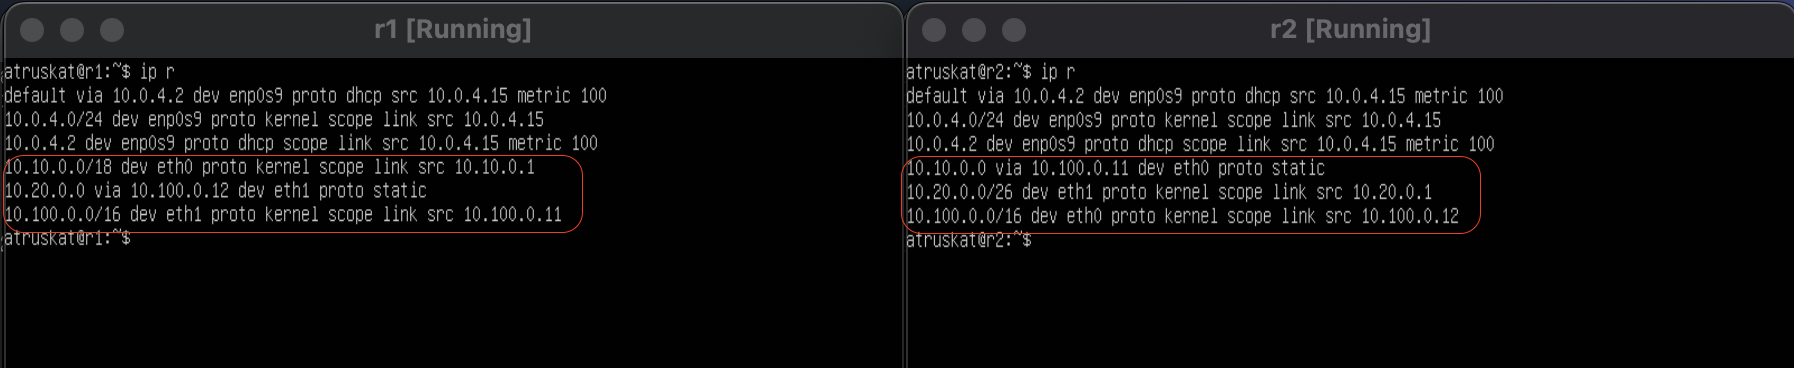 r1 [Running]
atruskat@r1:~$ ip r
default via 10.0.4.2 dev enp0s9 proto dhcp src 10.0.4.15 metric 100
10.0.4.0/24 dev enp0s9 proto kernel scope link src 10.0.4.15
10.0.4.2 dev enp0s9 proto dhcp scope link src 10.0.4.15 metric 100
10.10.0.0/18 dev eth0 proto kernel scope link src 10.10.0.1
10.20.0.0 via 10.100.0.12 dev eth1 proto static
10.100.0.0/16 dev eth1 proto kernel scope link src 10.100.0.11
atruskat@r1:~$
r2 [Running]
atruskat@r2:~$ ip r
default via 10.0.4.2 dev enp0s9 proto dhcp src 10.0.4.15 metric 100
10.0.4.0/24 dev enp0s9 proto kernel scope link src 10.0.4.15
10.0.4.2 dev enp0s9 proto dhcp scope link src 10.0.4.15 metric 100
10.10.0.0 via 10.100.0.11 dev eth0 proto static
10.20.0.0/26 dev eth1 proto kernel scope link src 10.20.0.1
10.100.0.0/16 dev eth0 proto kernel scope link src 10.100.0.12
atruskat@r2:~$